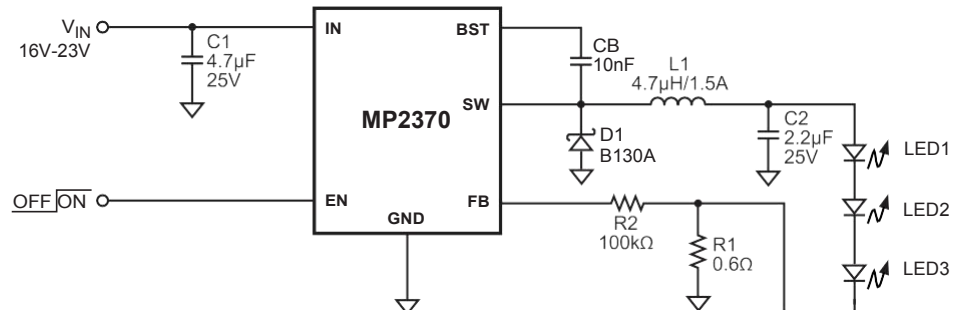 V_IN
16V-23V
C1
4.7µF
25V
IN
BST
SW
MP2370
EN
FB
GND
OFF ON
CB
10nF
L1
4.7µH/1.5A
D1
B130A
C2
2.2µF
25V
LED1
LED2
LED3
R2
100kΩ
R1
0.6Ω